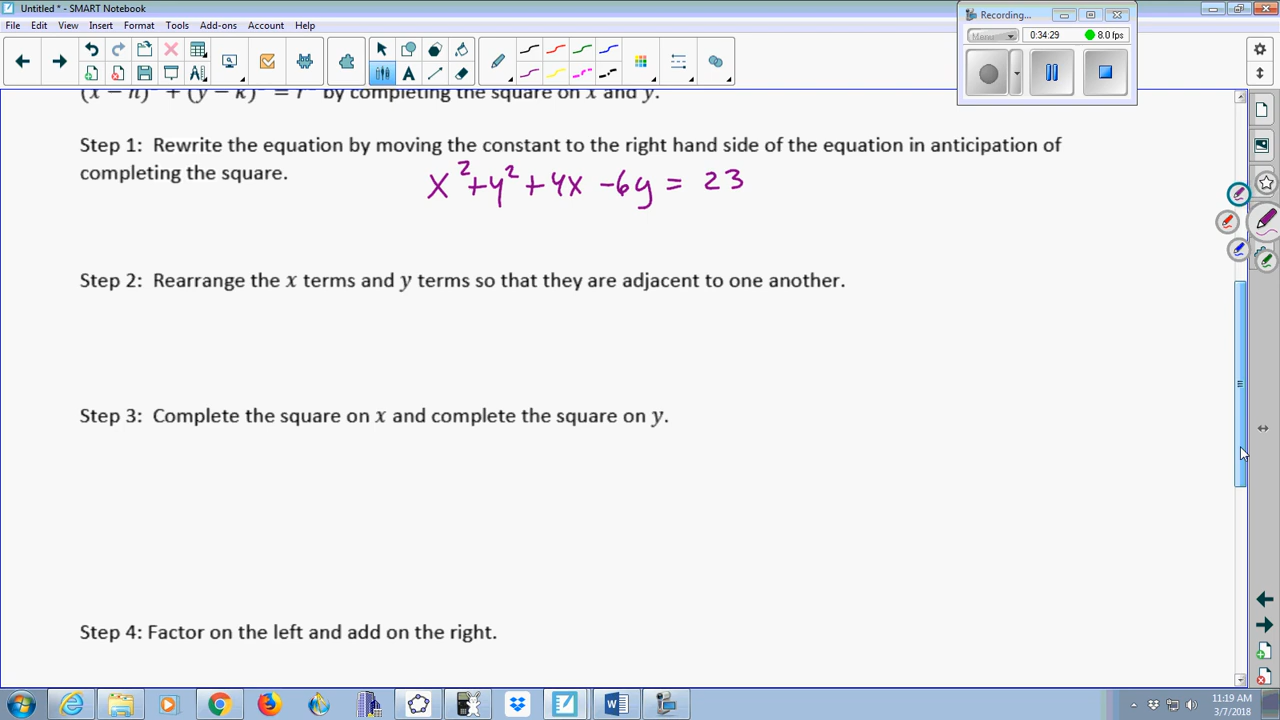 Untitled * - SMART Notebook
File Edit View Insert Format Tools Add-ons Account Help
Recording...
Menu
0:34:29
8.0 fps
(x − h)² + (y − k)² = r² by completing the square on x and y.
Step 1: Rewrite the equation by moving the constant to the right hand side of the equation in anticipation of
completing the square.
x² + y² + 4x − 6y = 23
Step 2: Rearrange the x terms and y terms so that they are adjacent to one another.
Step 3: Complete the square on x and complete the square on y.
Step 4: Factor on the left and add on the right.
11:19 AM
3/7/2018